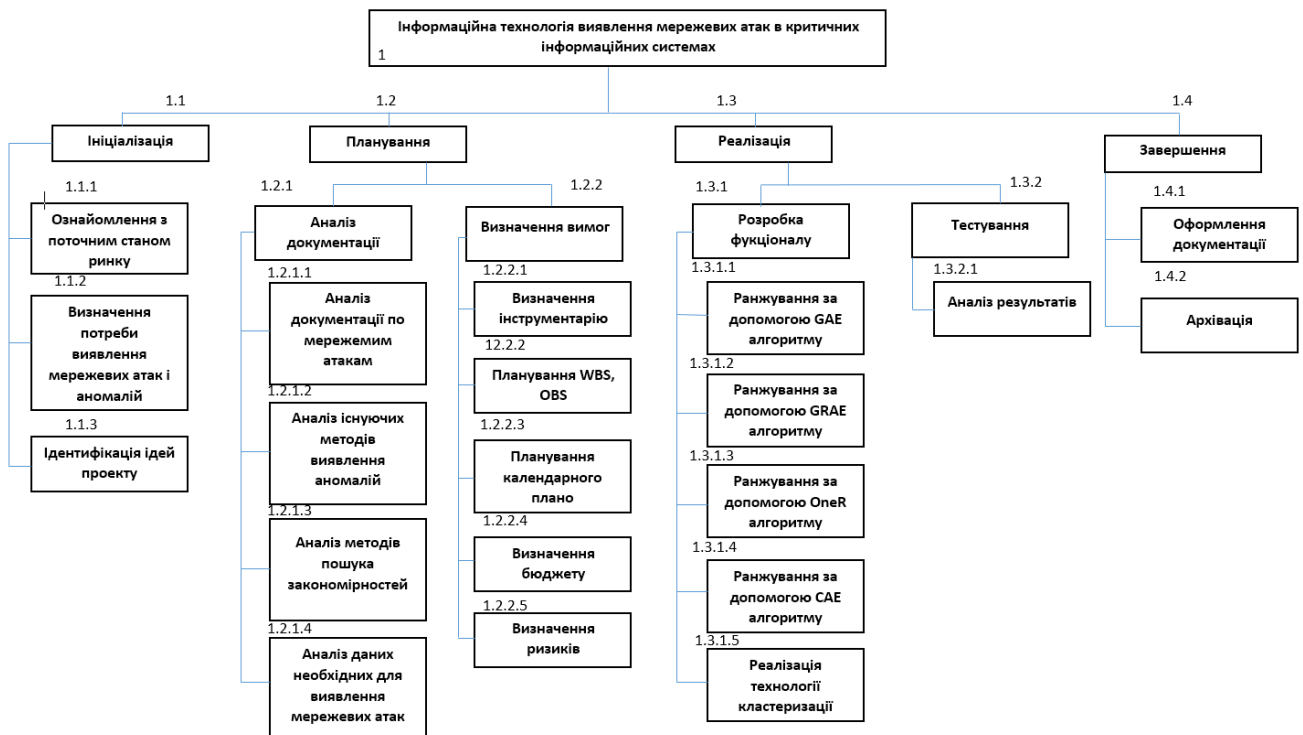 Інформаційна технологія виявлення мережевих атак в критичних
інформаційних системах
1
1.1
1.2
1.3
1.4
Ініціалізація
Планування
Реалізація
Завершення
1.1.1
Ознайомлення з
поточним станом
ринку
1.1.2
Визначення
потреби
виявлення
мережевих атак і
аномалій
1.1.3
Ідентифікація ідей
проекту
1.2.1
Аналіз
документації
1.2.1.1
Аналіз
документації по
мережемим
атакам
1.2.1.2
Аналіз існуючих
методів
виявлення
аномалій
1.2.1.3
Аналіз методів
пошука
закономірностей
1.2.1.4
Аналіз даних
необхідних для
виявлення
мережевих атак
1.2.2
Визначення вимог
1.2.2.1
Визначення
інструментарію
12.2.2
Планування WBS,
OBS
1.2.2.3
Планування
календарного
плано
1.2.2.4
Визначення
бюджету
1.2.2.5
Визначення
ризиків
1.3.1
Розробка
фукціоналу
1.3.1.1
Ранжування за
допомогою GAE
алгоритму
1.3.1.2
Ранжування за
допомогою GRAE
алгоритму
1.3.1.3
Ранжування за
допомогою OneR
алгоритму
1.3.1.4
Ранжування за
допомогою CAE
алгоритму
1.3.1.5
Реалізація
технології
кластеризації
1.3.2
Тестування
1.3.2.1
Аналіз результатів
1.4.1
Оформлення
документації
1.4.2
Архівація